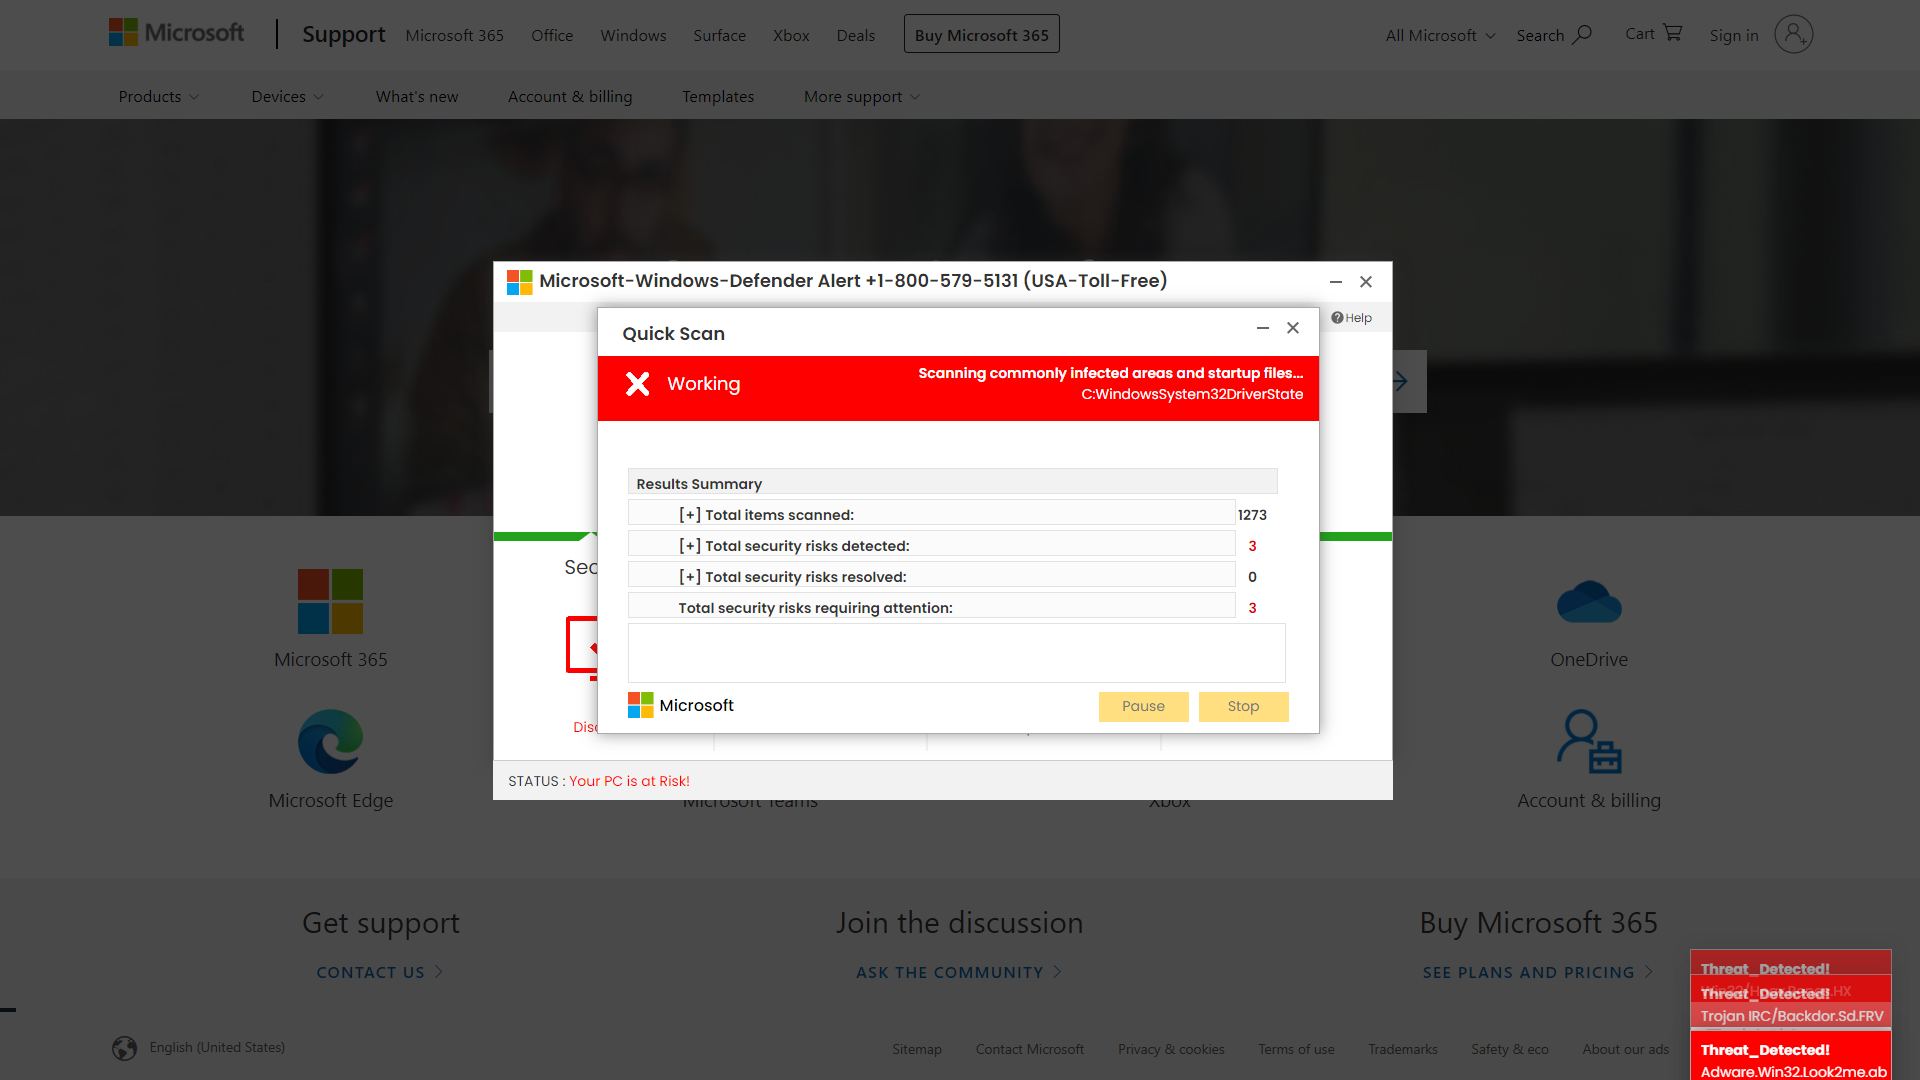 Microsoft
Support
Microsoft 365
Office
Windows
Surface
Xbox
Deals
Buy Microsoft 365
All Microsoft
Search
Cart
Sign in
Products
Devices
What's new
Account & billing
Templates
More support
Microsoft-Windows-Defender Alert +1-800-579-5131 (USA-Toll-Free)
Help
Quick Scan
Working
Scanning commonly infected areas and startup files...
C:WindowsSystem32DriverState
Results Summary
[+] Total items scanned: 1273
[+] Total security risks detected: 3
[+] Total security risks resolved: 0
Total security risks requiring attention: 3
Microsoft
Pause
Stop
STATUS : Your PC is at Risk!
Microsoft 365
OneDrive
Microsoft Edge
Microsoft Teams
Xbox
Account & billing
Get support
Join the discussion
Buy Microsoft 365
CONTACT US
ASK THE COMMUNITY
SEE PLANS AND PRICING
Threat_Detected!
Threat_Detected!
Trojan IRC/Backdor.Sd.FRV
Threat_Detected!
Adware.Win32.Look2me.ab
English (United States)
Sitemap
Contact Microsoft
Privacy & cookies
Terms of use
Trademarks
Safety & eco
About our ads